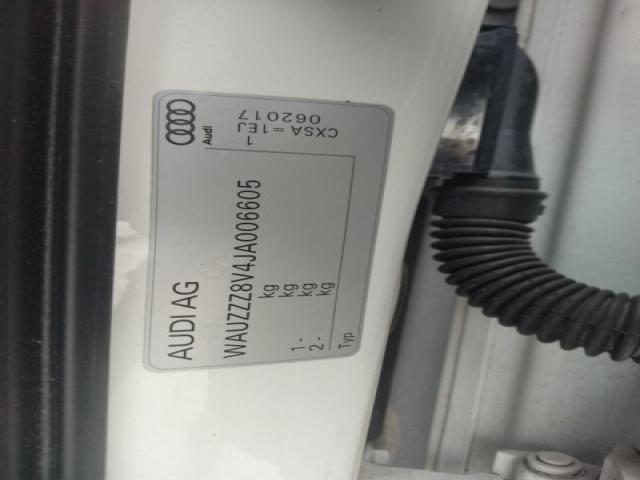 AUDI AG
WAUZZZ8V4JA006605
kg
kg
1- kg
2- kg
Typ
Audi
1
CXSA = 1EJ
062017